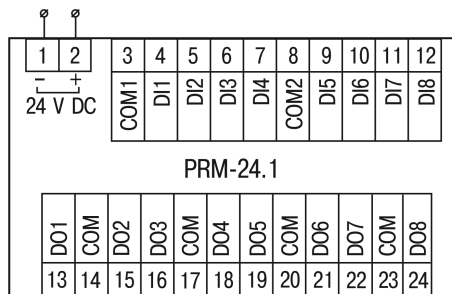 1 2 3 4 5 6 7 8 9 10 11 12
- +
24 V DC
COM1 DI1 DI2 DI3 DI4 COM2 DI5 DI6 DI7 DI8
PRM-24.1
DO1 COM DO2 DO3 COM DO4 DO5 COM DO6 DO7 COM DO8
13 14 15 16 17 18 19 20 21 22 23 24